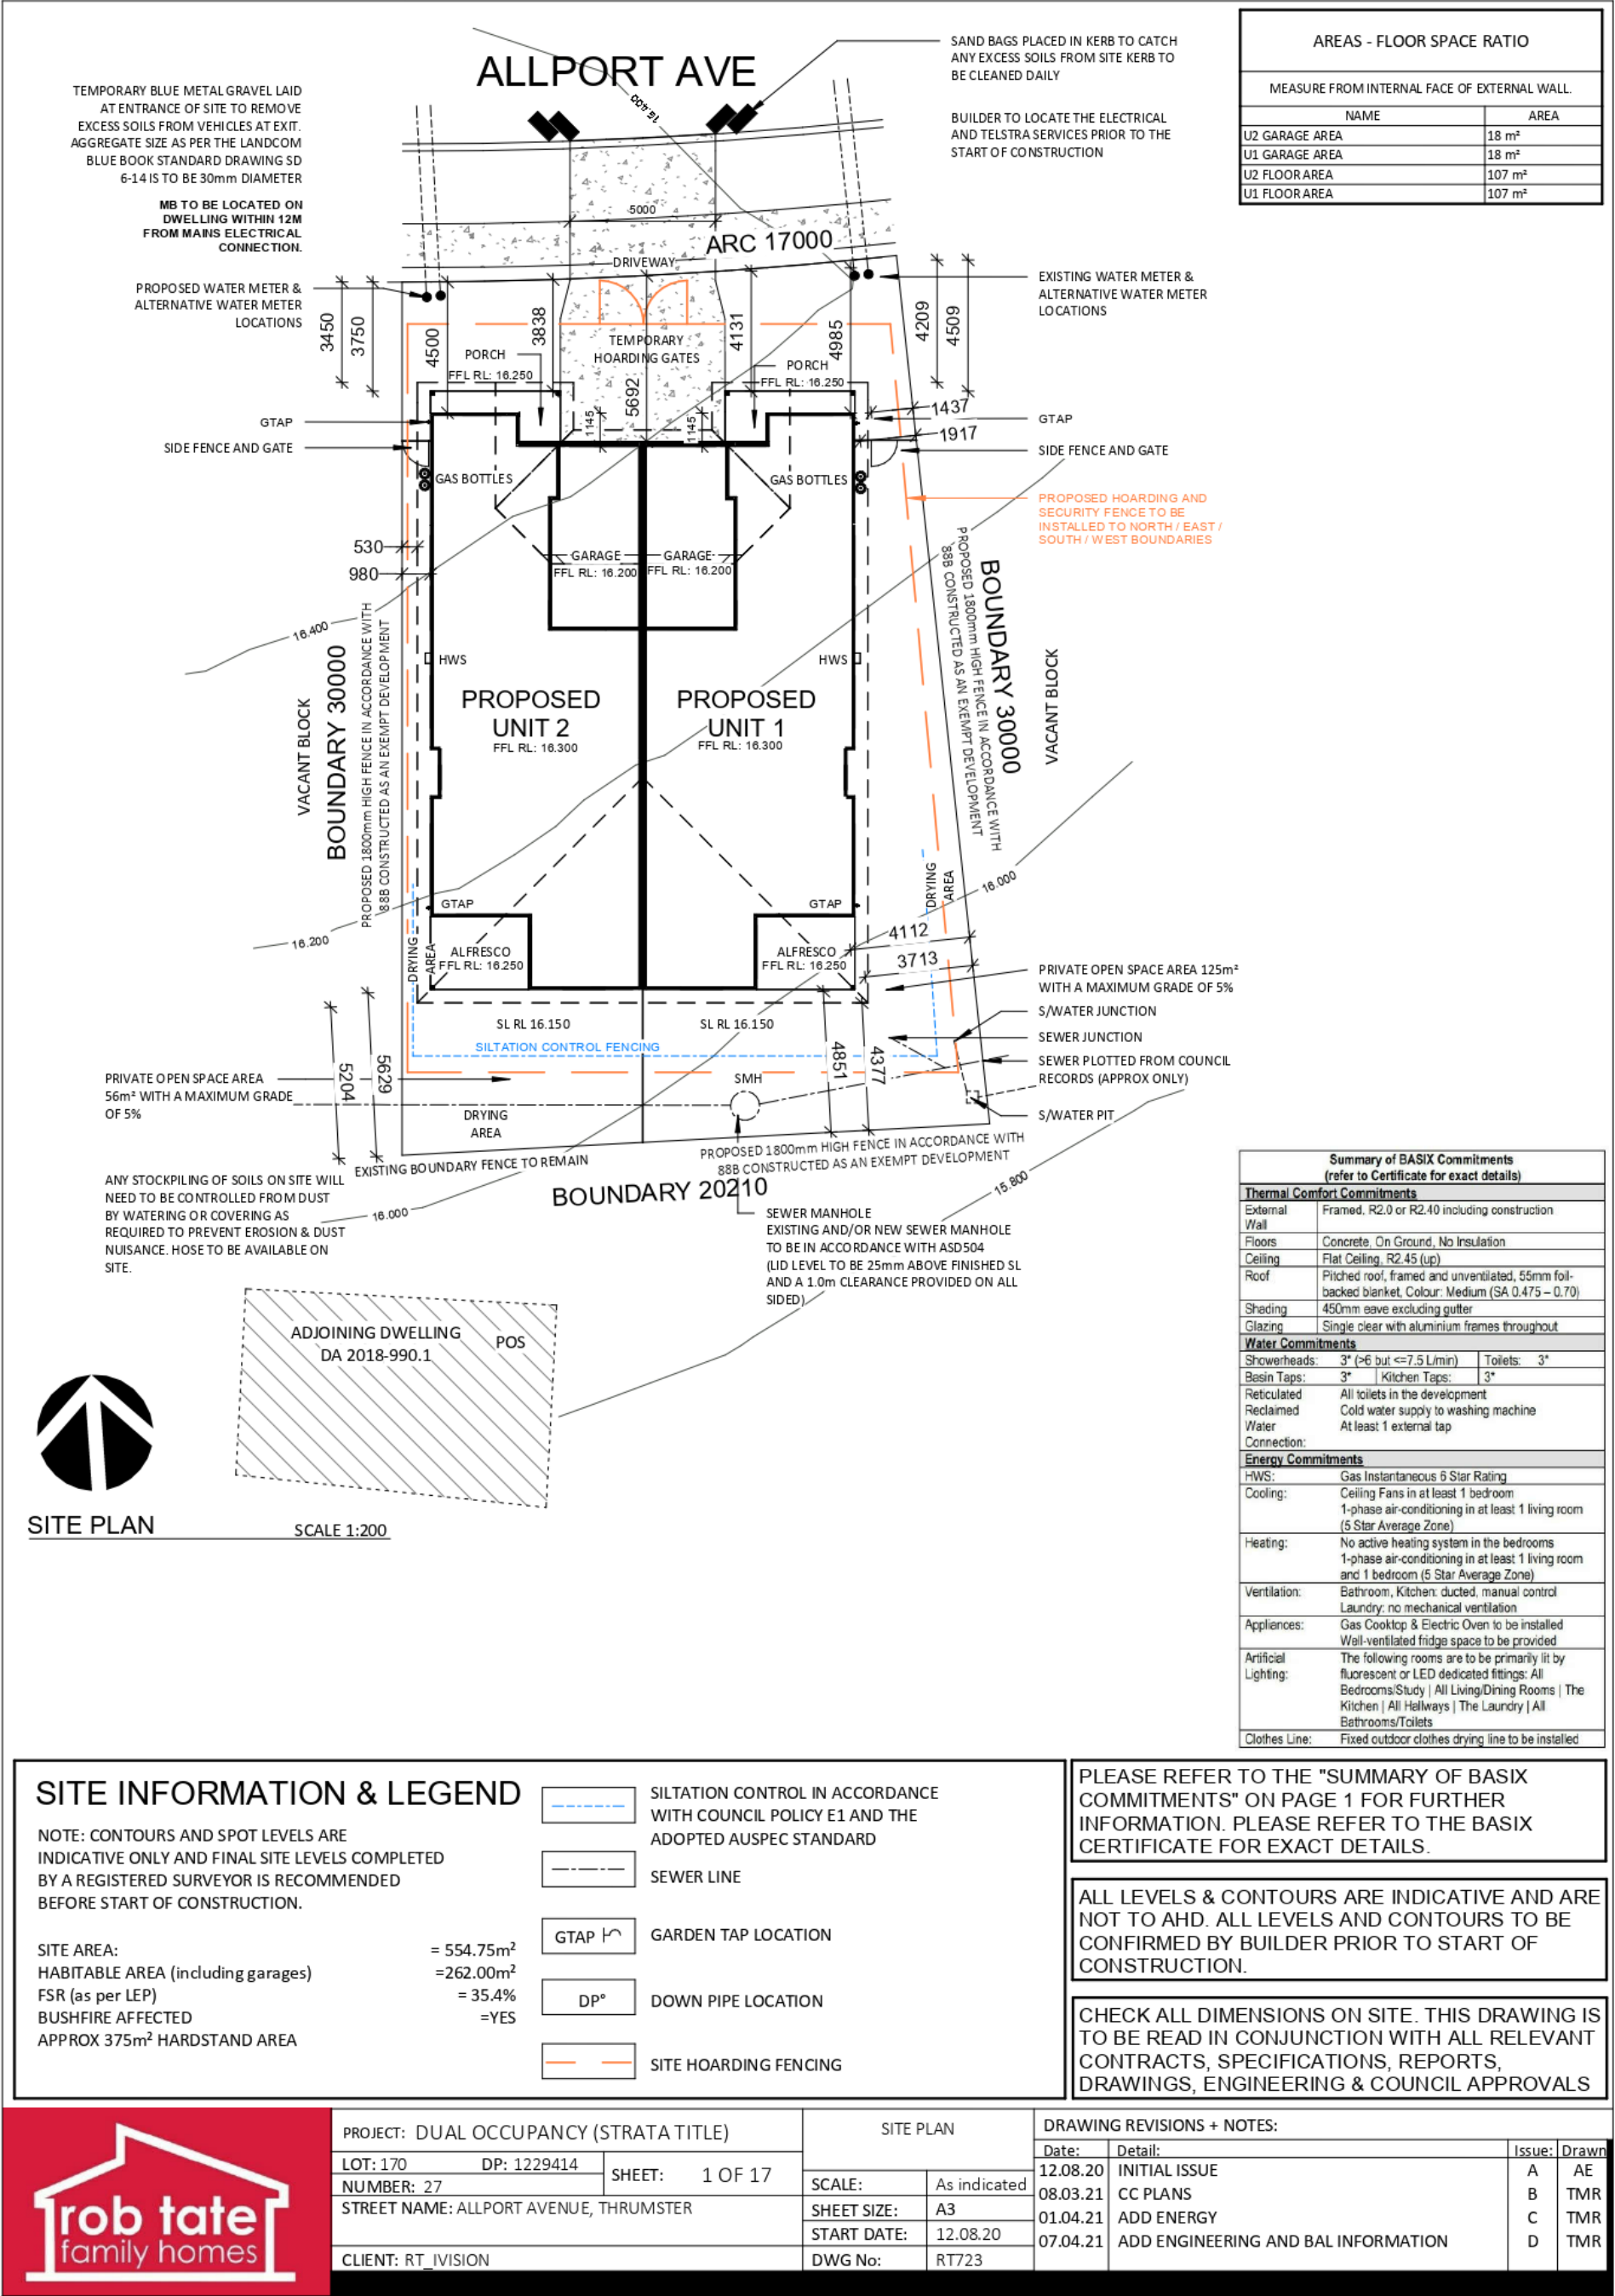 ALLPORT AVE
16.400
SAND BAGS PLACED IN KERB TO CATCH
ANY EXCESS SOILS FROM SITE KERB TO
BE CLEANED DAILY
BUILDER TO LOCATE THE ELECTRICAL
AND TELSTRA SERVICES PRIOR TO THE
START OF CONSTRUCTION
AREAS - FLOOR SPACE RATIO
MEASURE FROM INTERNAL FACE OF EXTERNAL WALL.
NAME AREA
U2 GARAGE AREA 18 m²
U1 GARAGE AREA 18 m²
U2 FLOOR AREA 107 m²
U1 FLOOR AREA 107 m²
TEMPORARY BLUE METAL GRAVEL LAID
AT ENTRANCE OF SITE TO REMOVE
EXCESS SOILS FROM VEHICLES AT EXIT.
AGGREGATE SIZE AS PER THE LANDCOM
BLUE BOOK STANDARD DRAWING SD
6-14 IS TO BE 30mm DIAMETER
MB TO BE LOCATED ON
DWELLING WITHIN 12M
FROM MAINS ELECTRICAL
CONNECTION.
PROPOSED WATER METER &
ALTERNATIVE WATER METER
LOCATIONS
5000
ARC 17000
DRIVEWAY
EXISTING WATER METER &
ALTERNATIVE WATER METER
LOCATIONS
3450
3750
4500
3838
4131
4985
4209
4509
TEMPORARY
HOARDING GATES
PORCH
FFL RL: 16.250
PORCH
FFL RL: 16.250
5692
1145
1145
1437
1917
GTAP
SIDE FENCE AND GATE
GTAP
SIDE FENCE AND GATE
GAS BOTTLES
GAS BOTTLES
PROPOSED HOARDING AND
SECURITY FENCE TO BE
INSTALLED TO NORTH / EAST /
SOUTH / WEST BOUNDARIES
530
980
GARAGE
FFL RL: 16.200
GARAGE
FFL RL: 16.200
16.400
HWS
HWS
VACANT BLOCK
BOUNDARY 30000
PROPOSED 1800mm HIGH FENCE IN ACCORDANCE WITH
88B CONSTRUCTED AS AN EXEMPT DEVELOPMENT
PROPOSED
UNIT 2
FFL RL: 16.300
PROPOSED
UNIT 1
FFL RL: 16.300
BOUNDARY 30000
PROPOSED 1800mm HIGH FENCE IN ACCORDANCE WITH
88B CONSTRUCTED AS AN EXEMPT DEVELOPMENT
VACANT BLOCK
16.200
GTAP
GTAP
DRYING
AREA
DRYING
AREA
16.000
ALFRESCO
FFL RL: 16.250
ALFRESCO
FFL RL: 16.250
4112
3713
PRIVATE OPEN SPACE AREA 125m²
WITH A MAXIMUM GRADE OF 5%
S/WATER JUNCTION
SEWER JUNCTION
SEWER PLOTTED FROM COUNCIL
RECORDS (APPROX ONLY)
S/WATER PIT
SL RL 16.150
SL RL 16.150
SILTATION CONTROL FENCING
5204
5629
4851
4377
PRIVATE OPEN SPACE AREA
56m² WITH A MAXIMUM GRADE
OF 5%
SMH
DRYING
AREA
EXISTING BOUNDARY FENCE TO REMAIN
PROPOSED 1800mm HIGH FENCE IN ACCORDANCE WITH
88B CONSTRUCTED AS AN EXEMPT DEVELOPMENT
BOUNDARY 20210
15.800
16.000
ANY STOCKPILING OF SOILS ON SITE WILL
NEED TO BE CONTROLLED FROM DUST
BY WATERING OR COVERING AS
REQUIRED TO PREVENT EROSION & DUST
NUISANCE. HOSE TO BE AVAILABLE ON
SITE.
SEWER MANHOLE
EXISTING AND/OR NEW SEWER MANHOLE
TO BE IN ACCORDANCE WITH ASD504
(LID LEVEL TO BE 25mm ABOVE FINISHED SL
AND A 1.0m CLEARANCE PROVIDED ON ALL
SIDED)
ADJOINING DWELLING
DA 2018-990.1
POS
SITE PLAN
SCALE 1:200
Summary of BASIX Commitments
(refer to Certificate for exact details)
Thermal Comfort Commitments
External Framed, R2.0 or R2.40 including construction
Wall
Floors Concrete, On Ground, No Insulation
Ceiling Flat Ceiling, R2.45 (up)
Roof Pitched roof, framed and unventilated, 55mm foil-
backed blanket, Colour: Medium (SA 0.475 – 0.70)
Shading 450mm eave excluding gutter
Glazing Single clear with aluminium frames throughout
Water Commitments
Showerheads: 3* (>6 but <=7.5 L/min) Toilets: 3*
Basin Taps: 3* Kitchen Taps: 3*
Reticulated All toilets in the development
Reclaimed Cold water supply to washing machine
Water At least 1 external tap
Connection:
Energy Commitments
HWS: Gas Instantaneous 6 Star Rating
Cooling: Ceiling Fans in at least 1 bedroom
1-phase air-conditioning in at least 1 living room
(5 Star Average Zone)
Heating: No active heating system in the bedrooms
1-phase air-conditioning in at least 1 living room
and 1 bedroom (5 Star Average Zone)
Ventilation: Bathroom, Kitchen: ducted, manual control
Laundry: no mechanical ventilation
Appliances: Gas Cooktop & Electric Oven to be installed
Well-ventilated fridge space to be provided
Artificial The following rooms are to be primarily lit by
Lighting: fluorescent or LED dedicated fittings: All
Bedrooms/Study | All Living/Dining Rooms | The
Kitchen | All Hallways | The Laundry | All
Bathrooms/Toilets
Clothes Line: Fixed outdoor clothes drying line to be installed
SITE INFORMATION & LEGEND
NOTE: CONTOURS AND SPOT LEVELS ARE
INDICATIVE ONLY AND FINAL SITE LEVELS COMPLETED
BY A REGISTERED SURVEYOR IS RECOMMENDED
BEFORE START OF CONSTRUCTION.
SITE AREA: = 554.75m²
HABITABLE AREA (including garages) =262.00m²
FSR (as per LEP) = 35.4%
BUSHFIRE AFFECTED =YES
APPROX 375m² HARDSTAND AREA
SILTATION CONTROL IN ACCORDANCE
WITH COUNCIL POLICY E1 AND THE
ADOPTED AUSPEC STANDARD
SEWER LINE
GTAP GARDEN TAP LOCATION
DP° DOWN PIPE LOCATION
SITE HOARDING FENCING
PLEASE REFER TO THE "SUMMARY OF BASIX
COMMITMENTS" ON PAGE 1 FOR FURTHER
INFORMATION. PLEASE REFER TO THE BASIX
CERTIFICATE FOR EXACT DETAILS.
ALL LEVELS & CONTOURS ARE INDICATIVE AND ARE
NOT TO AHD. ALL LEVELS AND CONTOURS TO BE
CONFIRMED BY BUILDER PRIOR TO START OF
CONSTRUCTION.
CHECK ALL DIMENSIONS ON SITE. THIS DRAWING IS
TO BE READ IN CONJUNCTION WITH ALL RELEVANT
CONTRACTS, SPECIFICATIONS, REPORTS,
DRAWINGS, ENGINEERING & COUNCIL APPROVALS
rob tate
family homes
PROJECT: DUAL OCCUPANCY (STRATA TITLE)
LOT: 170 DP: 1229414
NUMBER: 27
SHEET: 1 OF 17
STREET NAME: ALLPORT AVENUE, THRUMSTER
CLIENT: RT_IVISION
SITE PLAN
SCALE: As indicated
SHEET SIZE: A3
START DATE: 12.08.20
DWG No: RT723
DRAWING REVISIONS + NOTES:
Date: Detail: Issue: Drawn
12.08.20 INITIAL ISSUE A AE
08.03.21 CC PLANS B TMR
01.04.21 ADD ENERGY C TMR
07.04.21 ADD ENGINEERING AND BAL INFORMATION D TMR